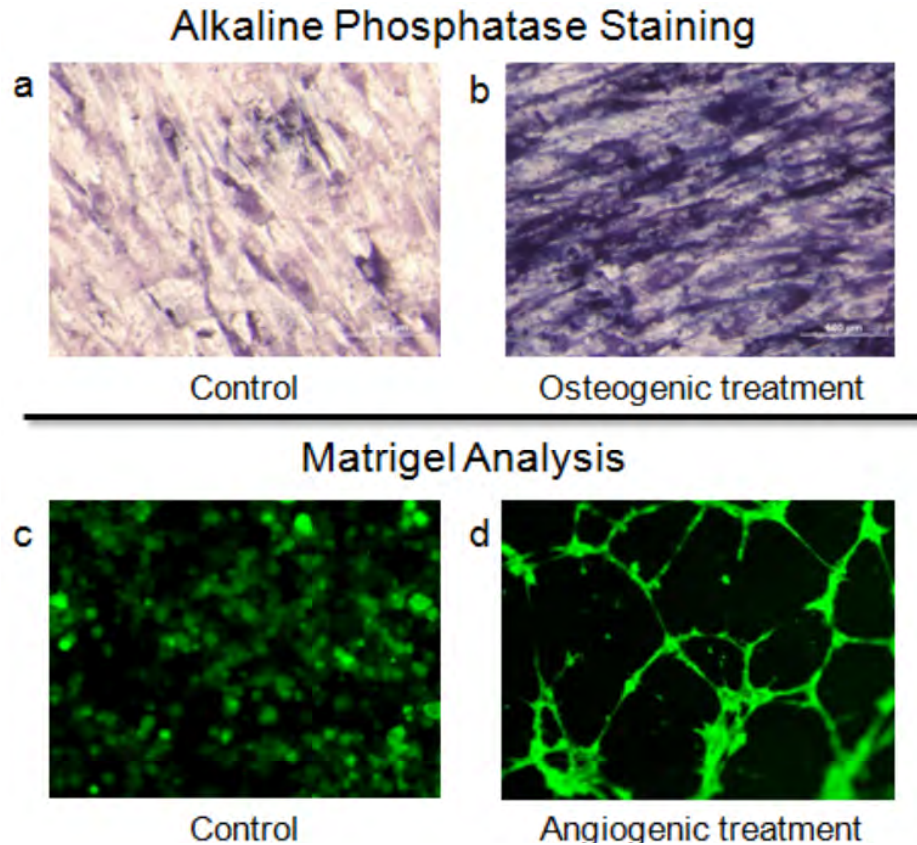 Alkaline Phosphatase Staining
a
b
Control
Osteogenic treatment
Matrigel Analysis
c
d
Control
Angiogenic treatment